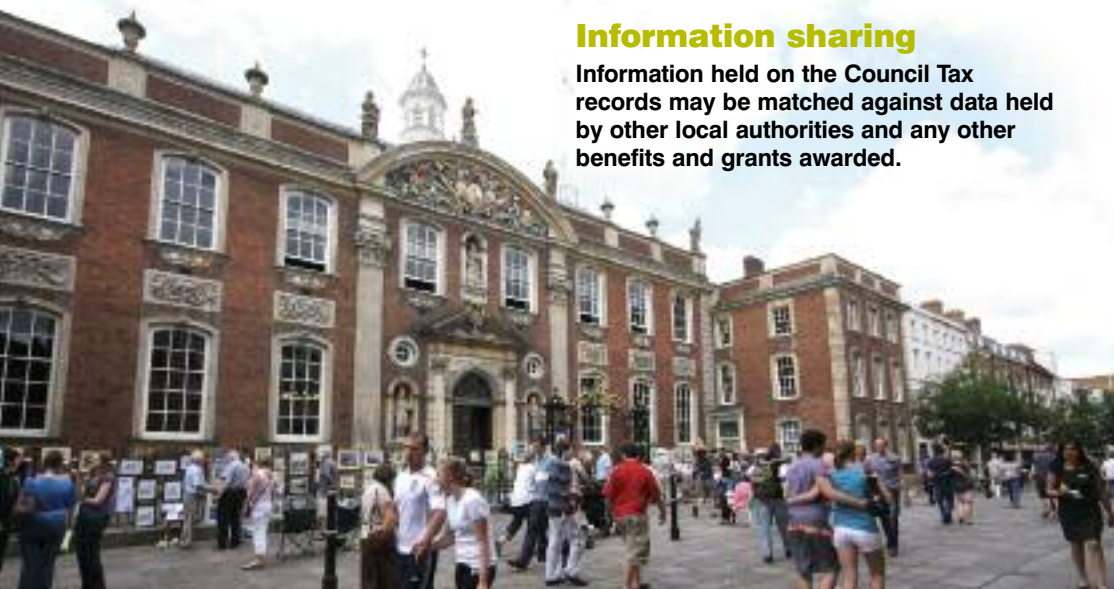 Information sharing
Information held on the Council Tax
records may be matched against data held
by other local authorities and any other
benefits and grants awarded.